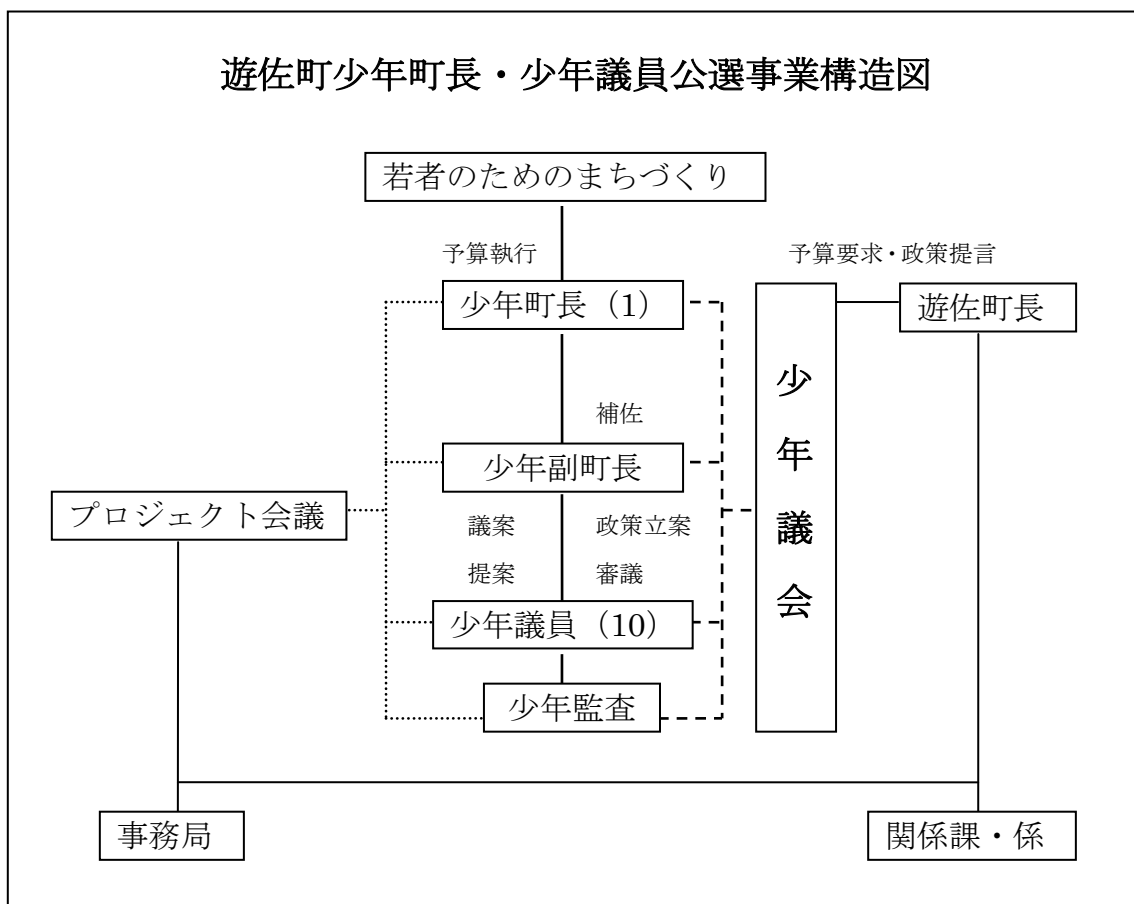 遊佐町少年町長・少年議員公選事業構造図
若者のためのまちづくり
予算執行
予算要求・政策提言
少年町長（1）
遊佐町長
補佐
少年副町長
プロジェクト会議
議案
政策立案
提案
審議
少年議員（10）
少年監査
少年議会
事務局
関係課・係